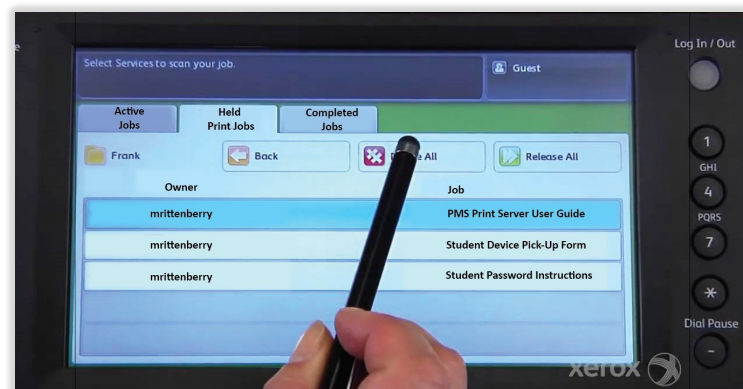 Log In / Out
Select Services to scan your job.
Guest
Active
Jobs
Held
Print Jobs
Completed
Jobs
Frank
Back
All
Release All
Owner
Job
mrittenberry
PMS Print Server User Guide
mrittenberry
Student Device Pick-Up Form
mrittenberry
Student Password Instructions
1
GHI
4
PQRS
7
*
Dial Pause
-
xerox